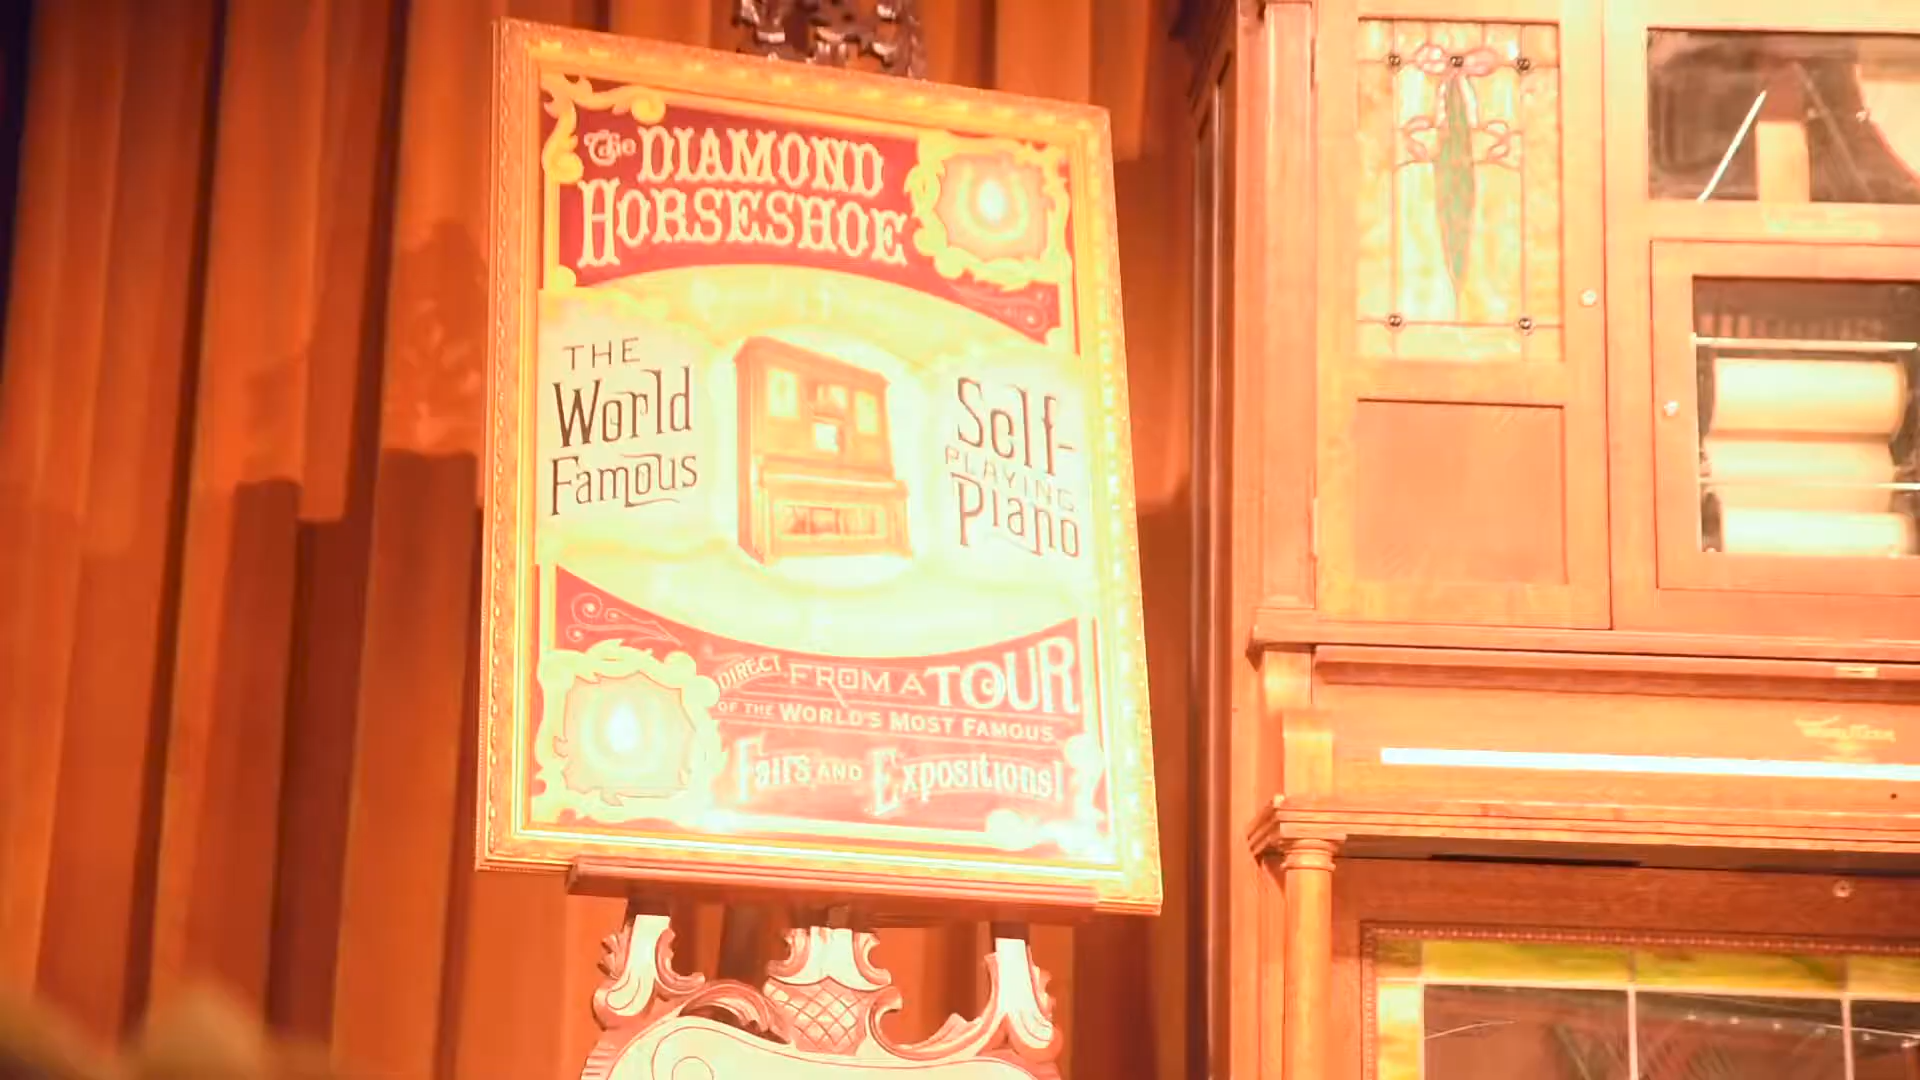 The DIAMOND
HORSESHOE
THE
World
Famous
Self-
PLAYING
Piano
DIRECT FROM A TOUR
OF THE WORLD'S MOST FAMOUS
Fairs AND Expositions!